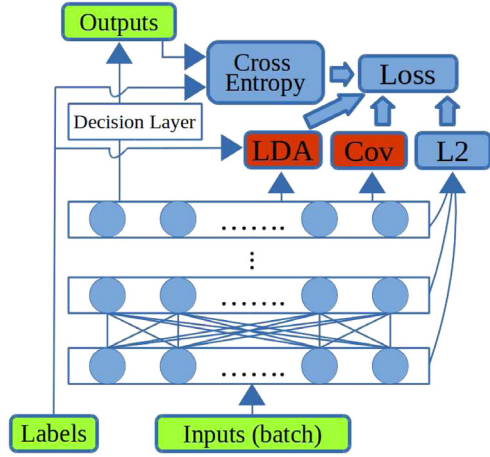 Outputs
Cross
Entropy
Loss
Decision Layer
LDA
Cov
L2
.......
...
.......
.......
Labels
Inputs (batch)